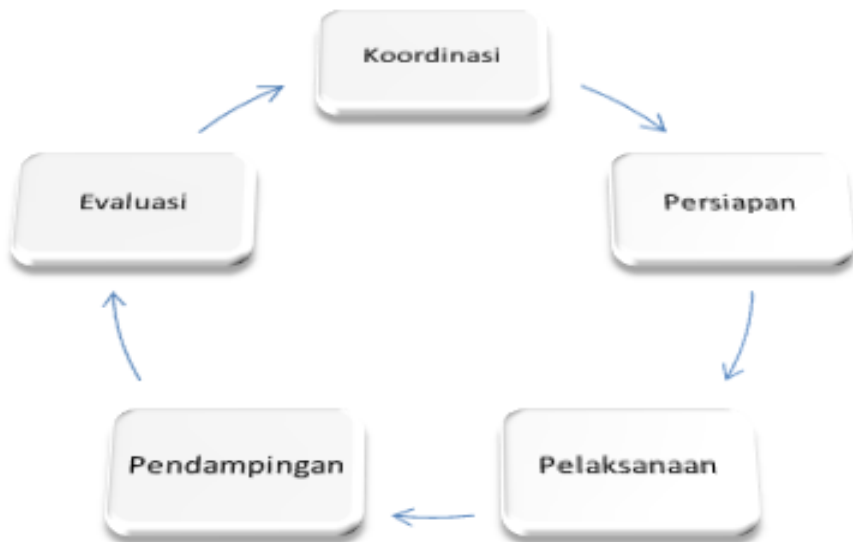 Koordinasi
Persiapan
Pelaksanaan
Pendampingan
Evaluasi